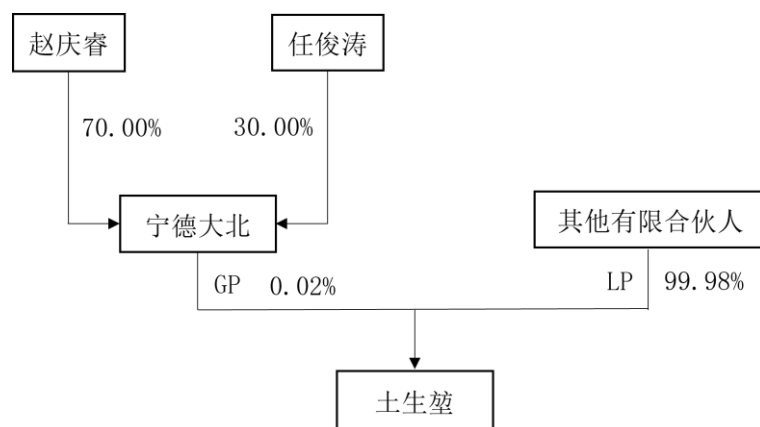 赵庆睿
任俊涛
70.00%
30.00%
宁德大北
其他有限合伙人
GP 0.02%
LP 99.98%
土生堃